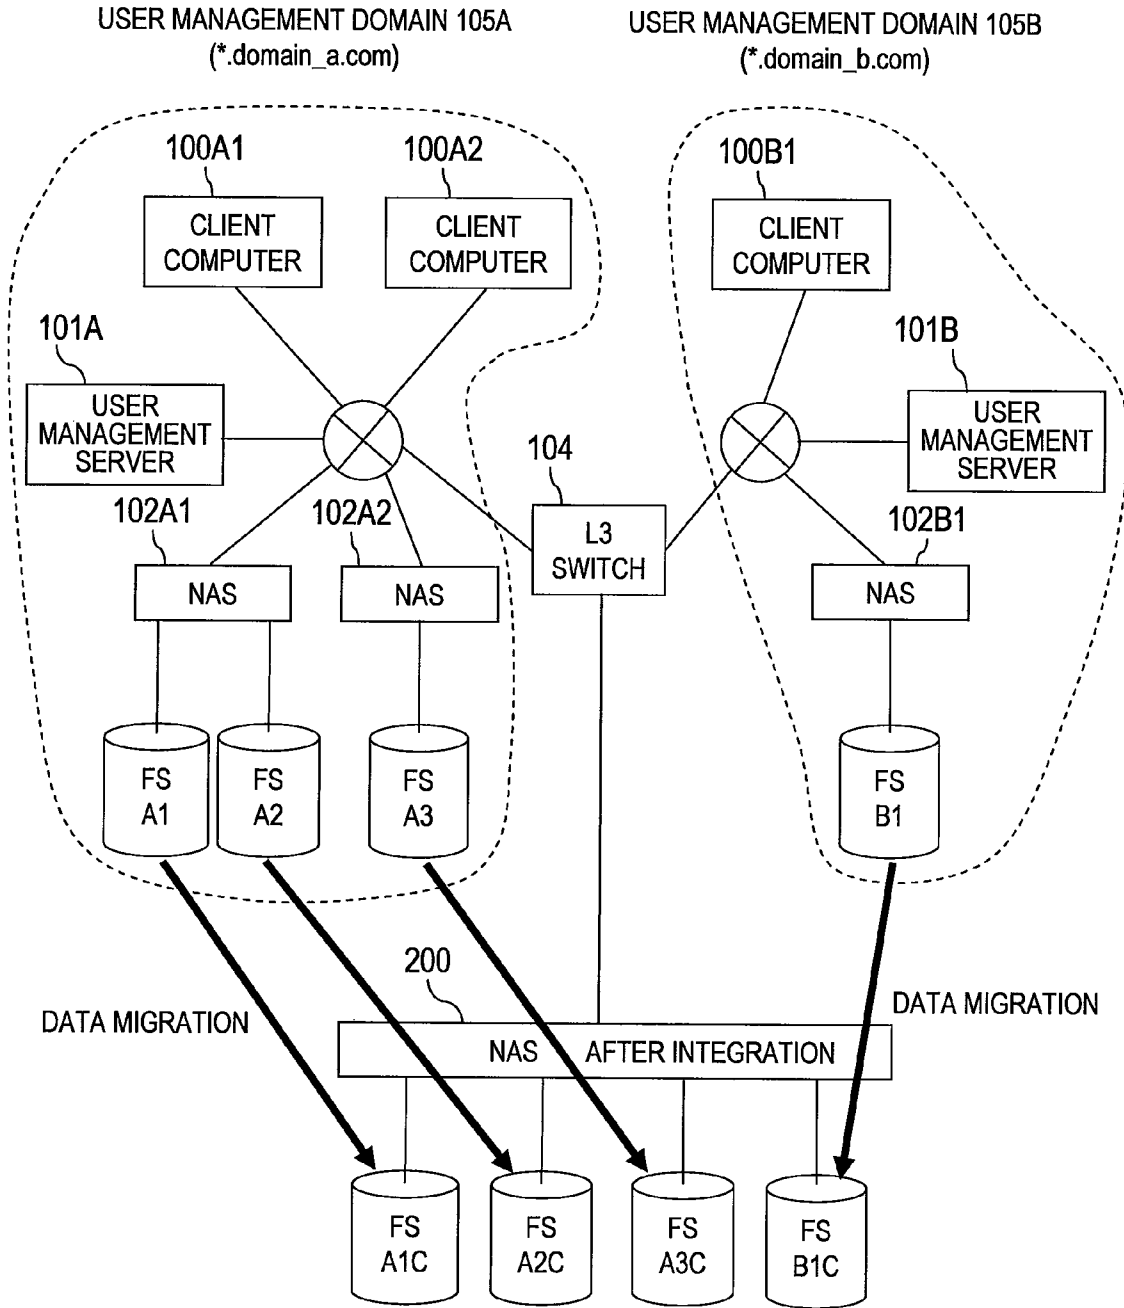 USER MANAGEMENT DOMAIN 105A
(*.domain_a.com)
USER MANAGEMENT DOMAIN 105B
(*.domain_b.com)
100A1
CLIENT
COMPUTER
100A2
CLIENT
COMPUTER
100B1
CLIENT
COMPUTER
101A
USER
MANAGEMENT
SERVER
101B
USER
MANAGEMENT
SERVER
104
L3
SWITCH
102A1
NAS
102A2
NAS
102B1
NAS
FS
A1
FS
A2
FS
A3
FS
B1
200
DATA MIGRATION
DATA MIGRATION
NAS AFTER INTEGRATION
FS
A1C
FS
A2C
FS
A3C
FS
B1C